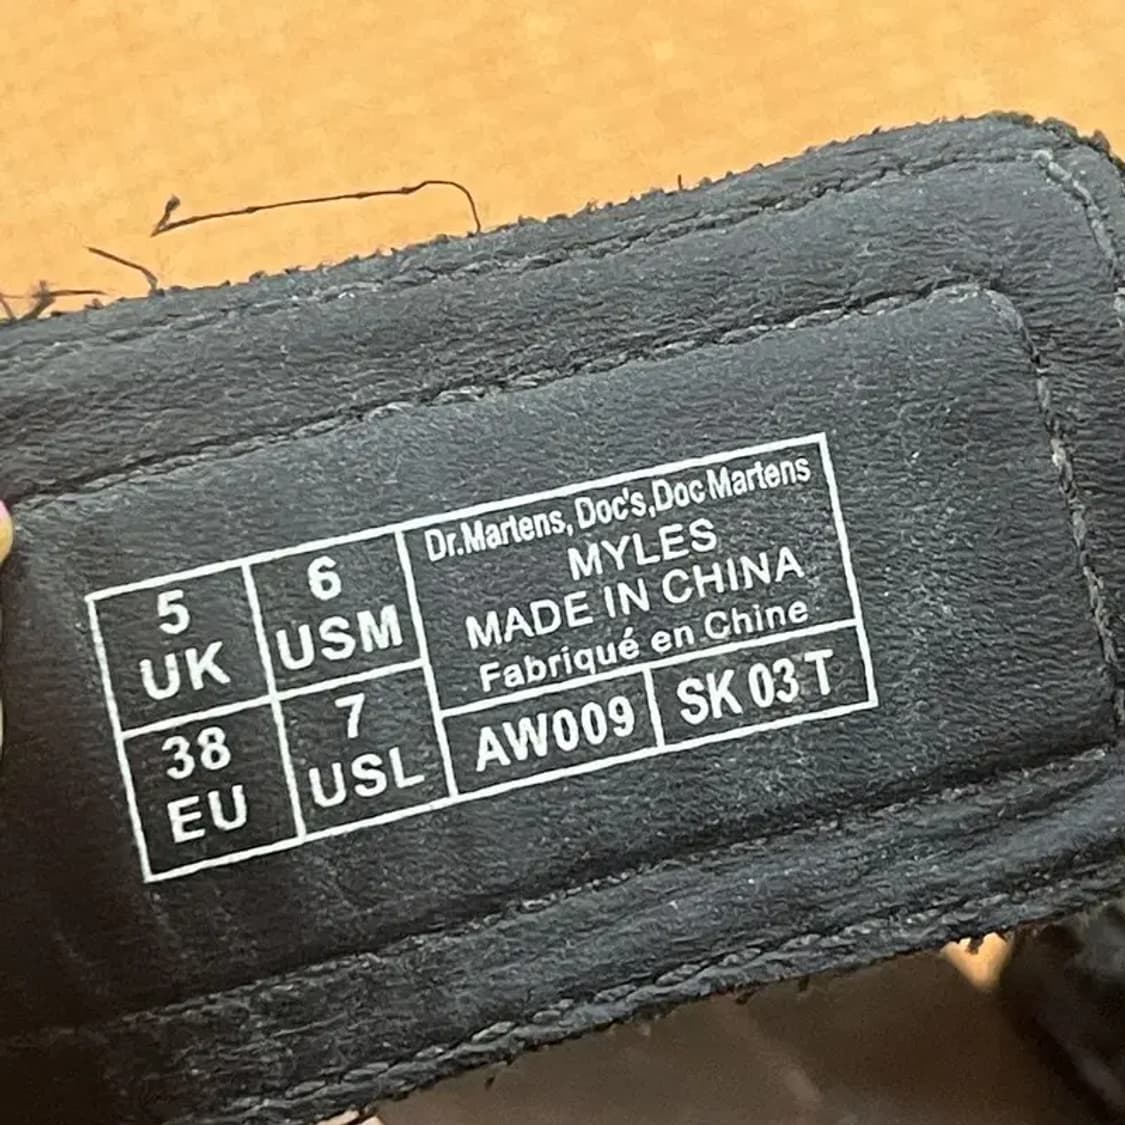 5
UK
6
USM
38
EU
7
USL
Dr.Martens, Doc's,Doc Martens
MYLES
MADE IN CHINA
Fabriqué en Chine
AW009
SK 03 T